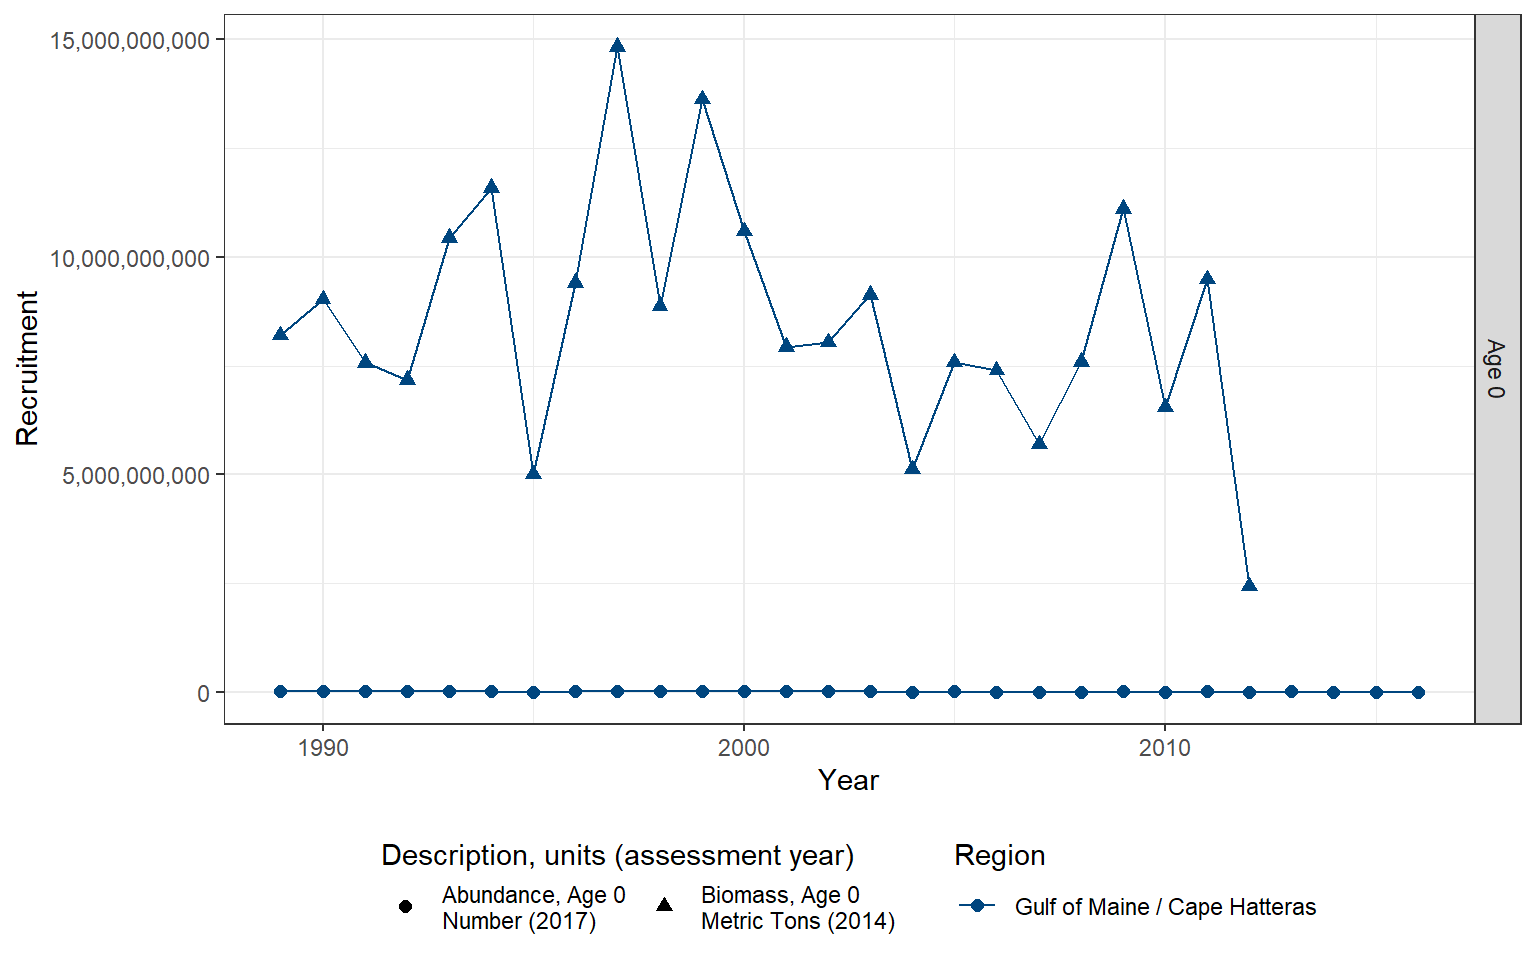 15,000,000,000
10,000,000,000
5,000,000,000
0
Recruitment
Age 0
1990 2000 2010
Year
Description, units (assessment year)
Abundance, Age 0
Number (2017)
Biomass, Age 0
Metric Tons (2014)
Region
Gulf of Maine / Cape Hatteras